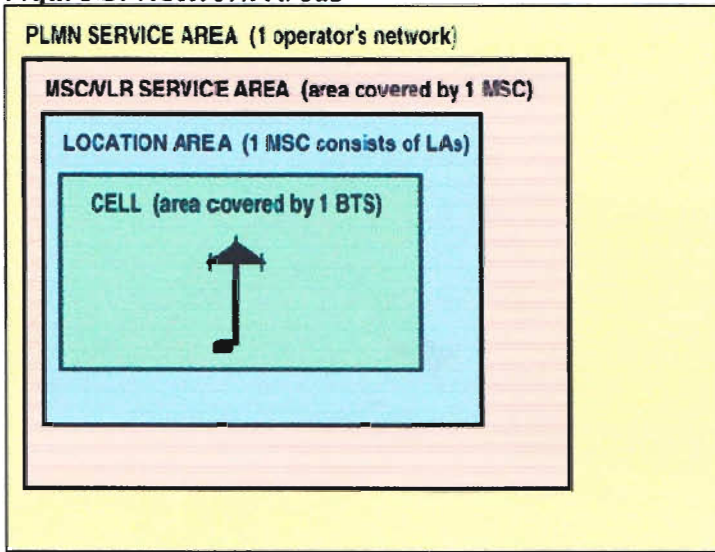 PLMN SERVICE AREA (1 operator's network)
MSC/VLR SERVICE AREA (area covered by 1 MSC)
LOCATION AREA (1 MSC consists of LAs)
CELL (area covered by 1 BTS)